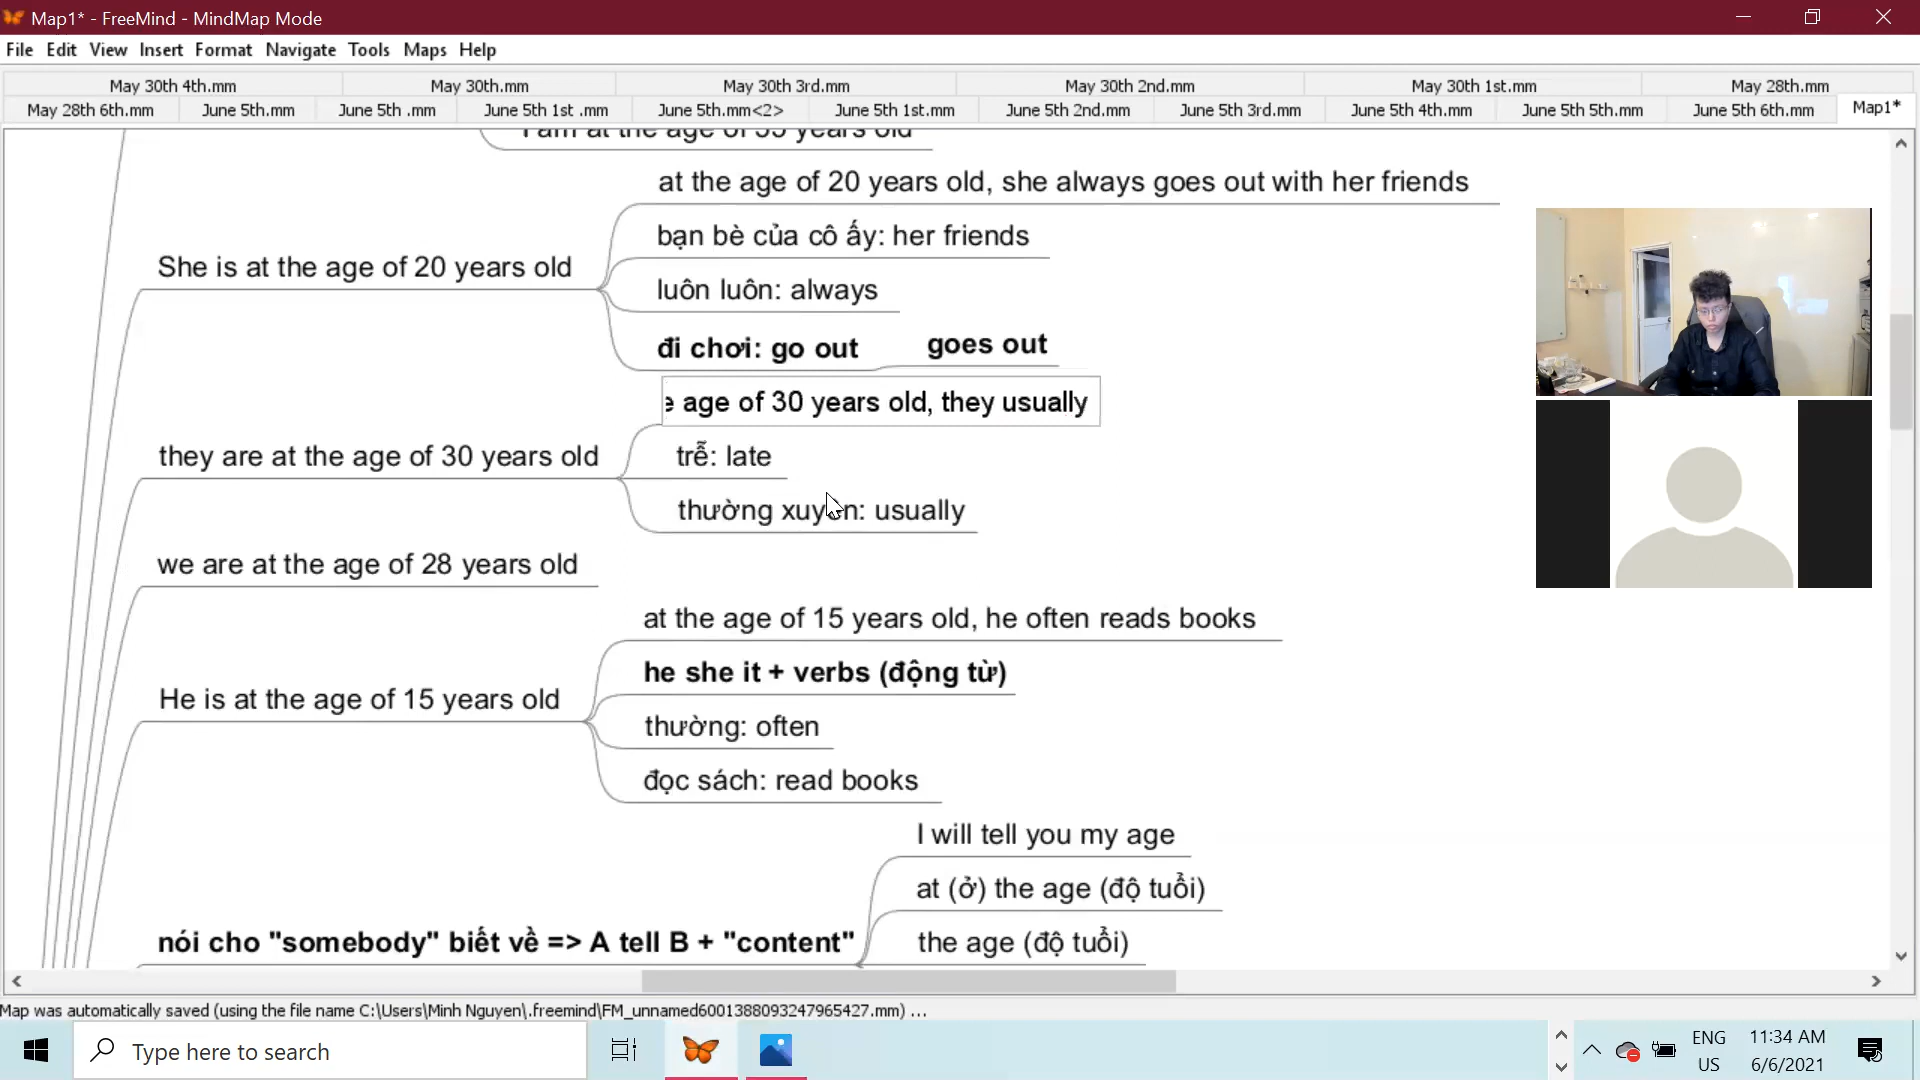 Map1* - FreeMind - MindMap Mode
File Edit View Insert Format Navigate Tools Maps Help
May 30th 4th.mm May 30th.mm May 30th 3rd.mm May 30th 2nd.mm May 30th 1st.mm May 28th.mm
May 28th 6th.mm June 5th.mm June 5th .mm June 5th 1st .mm June 5th.mm<2> June 5th 1st.mm June 5th 2nd.mm June 5th 3rd.mm June 5th 4th.mm June 5th 5th.mm June 5th 6th.mm Map1*
I am at the age of 35 years old
at the age of 20 years old, she always goes out with her friends
bạn bè của cô ấy: her friends
She is at the age of 20 years old
luôn luôn: always
đi chơi: go out goes out
e age of 30 years old, they usually
they are at the age of 30 years old
trễ: late
thường xuyên: usually
we are at the age of 28 years old
at the age of 15 years old, he often reads books
he she it + verbs (động từ)
He is at the age of 15 years old
thường: often
đọc sách: read books
I will tell you my age
at (ở) the age (độ tuổi)
nói cho "somebody" biết về => A tell B + "content"
the age (độ tuổi)
Map was automatically saved (using the file name C:\Users\Minh Nguyen\.freemind\FM_unnamed6001388093247965427.mm) ...
Type here to search
ENG
US
11:34 AM
6/6/2021